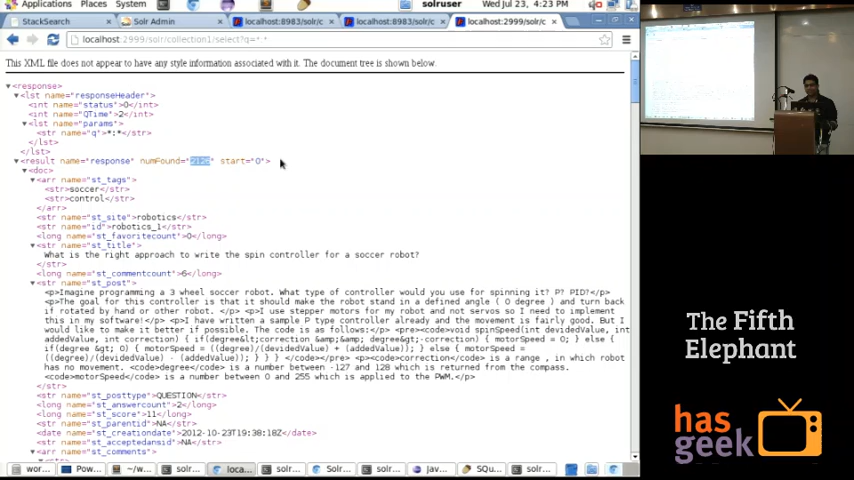 Applications Places System
solruser Wed Jul 23, 4:23 PM
StackSearch
Solr Admin
localhost:8983/solr/c
localhost:8983/solr/c
localhost:2999/solr/c
localhost:2999/solr/collection1/select?q=*:*
This XML file does not appear to have any style information associated with it. The document tree is shown below.
▼<response>
▼<lst name="responseHeader">
<int name="status">0</int>
<int name="QTime">2</int>
▼<lst name="params">
<str name="q">*:*</str>
</lst>
</lst>
▼<result name="response" numFound="2126" start="0">
▼<doc>
▼<arr name="st_tags">
<str>soccer</str>
<str>control</str>
</arr>
<str name="st_site">robotics</str>
<str name="id">robotics_1</str>
<long name="st_favoritecount">0</long>
▼<str name="st_title">
What is the right approach to write the spin controller for a soccer robot?
</str>
<long name="st_commentcount">6</long>
▼<str name="st_post">
<p>Imagine programming a 3 wheel soccer robot. What type of controller would you use for spinning it? P? PID?</p>
<p>The goal for this controller is that it should make the robot stand in a defined angle ( 0 degree ) and turn back
if rotated by hand or other robot. </p> <p>I use stepper motors for my robot and not servos so I need to implement
this in my software!</p> <p>I have written a sample P type controller already and the movement is fairly good. But I
would like to make it better if possible. The code is as follows:</p> <pre><code>void spinSpeed(int devidedValue, int
addedValue, int correction) { if(degree&lt;correction &amp;&amp; degree&gt;-correction) { motorSpeed = 0; } else {
if(degree &gt; 0) { motorSpeed = ((degree)/(devidedValue) + (addedValue)); } else { motorSpeed =
((degree)/(devidedValue) - (addedValue)); } } } </code></pre> <p><code>correction</code> is a range , in which robot
has no movement. <code>degree</code> is a number between -127 and 128 which is returned from the compass.
<code>motorSpeed</code> is a number between 0 and 255 which is applied to the PWM.</p>
</str>
<str name="st_posttype">QUESTION</str>
<long name="st_answercount">2</long>
<long name="st_score">11</long>
<str name="st_parentid">NA</str>
<date name="st_creationdate">2012-10-23T19:38:18Z</date>
<str name="st_acceptedansid">NA</str>
▼<arr name="st_comments">
wor...
Pow...
~/w...
solr...
loca...
solr...
Solr...
solr...
jav...
SQu...
solr...
The Fifth
Elephant
has
geek